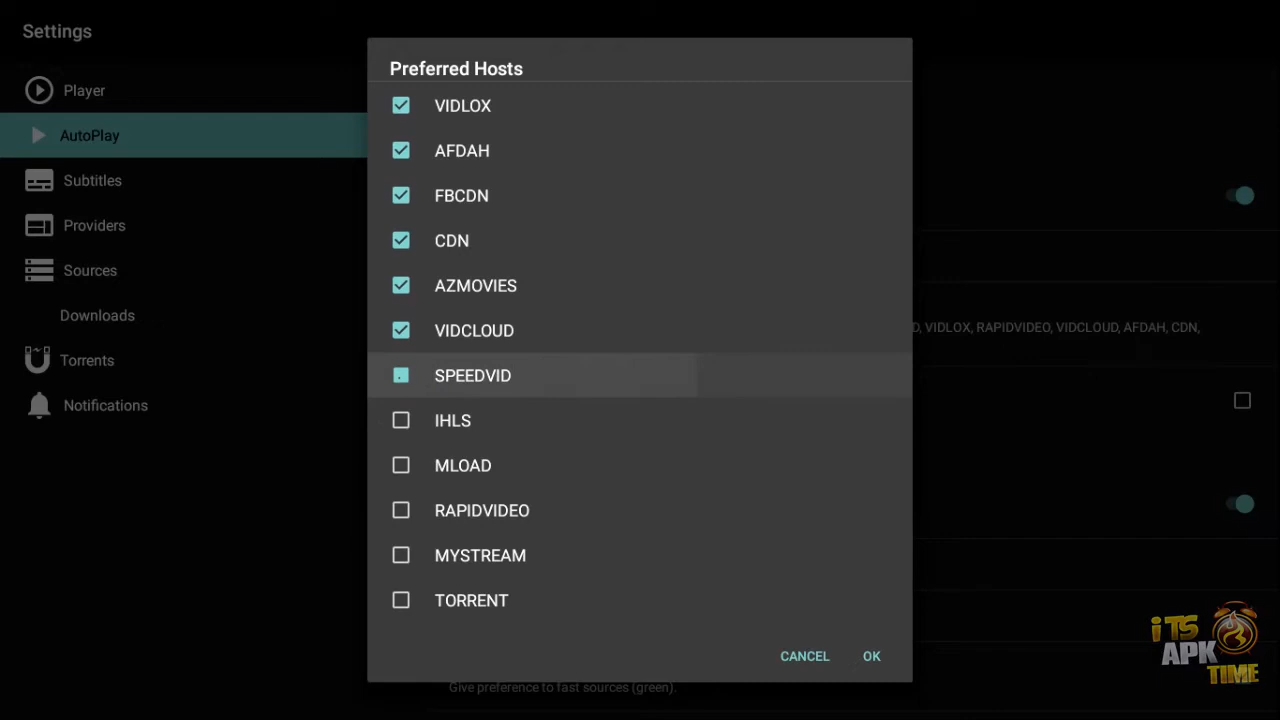 Settings
Player
AutoPlay
Subtitles
Providers
Sources
Downloads
Torrents
Notifications
Preferred Hosts
VIDLOX
AFDAH
FBCDN
CDN
AZMOVIES
VIDCLOUD
SPEEDVID
IHLS
MLOAD
RAPIDVIDEO
MYSTREAM
TORRENT
CANCEL OK
D, VIDLOX, RAPIDVIDEO, VIDCLOUD, AFDAH, CDN,
Give preference to fast sources (green).
iTS
APK
TIME